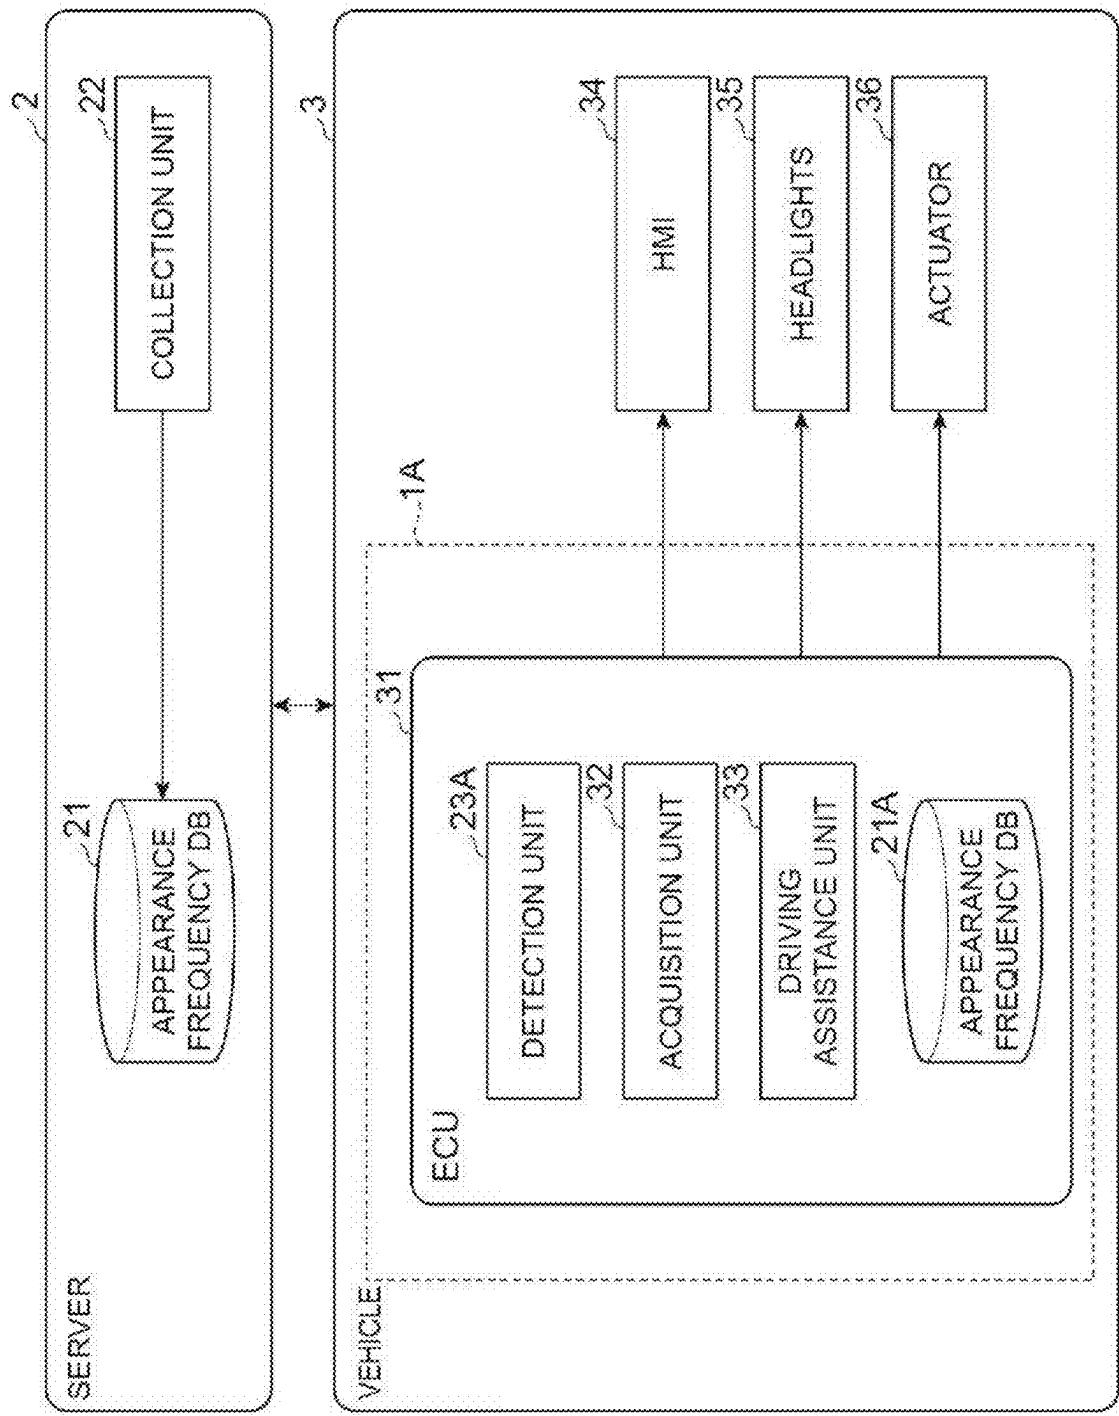 SERVER
2
21
APPEARANCE
FREQUENCY DB
22
COLLECTION UNIT
VEHICLE
3
1A
ECU
31
23A
DETECTION UNIT
32
ACQUISITION UNIT
33
DRIVING
ASSISTANCE UNIT
21A
APPEARANCE
FREQUENCY DB
34
HMI
35
HEADLIGHTS
36
ACTUATOR